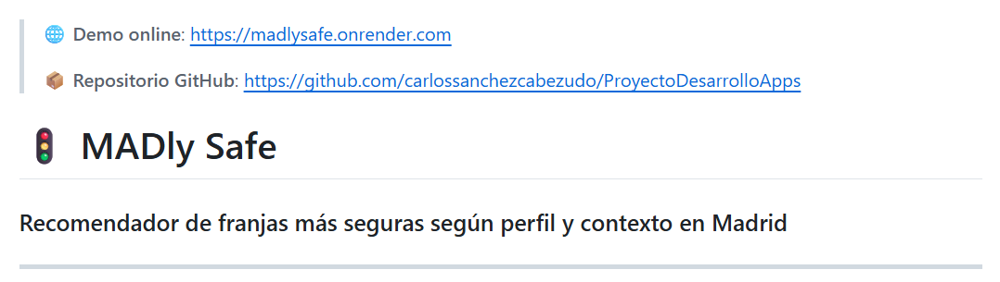 🌐 Demo online: https://madlysafe.onrender.com
📦 Repositorio GitHub: https://github.com/carlossanchezcabezudo/ProyectoDesarrolloApps
🚦 MADly Safe
Recomendador de franjas más seguras según perfil y contexto en Madrid